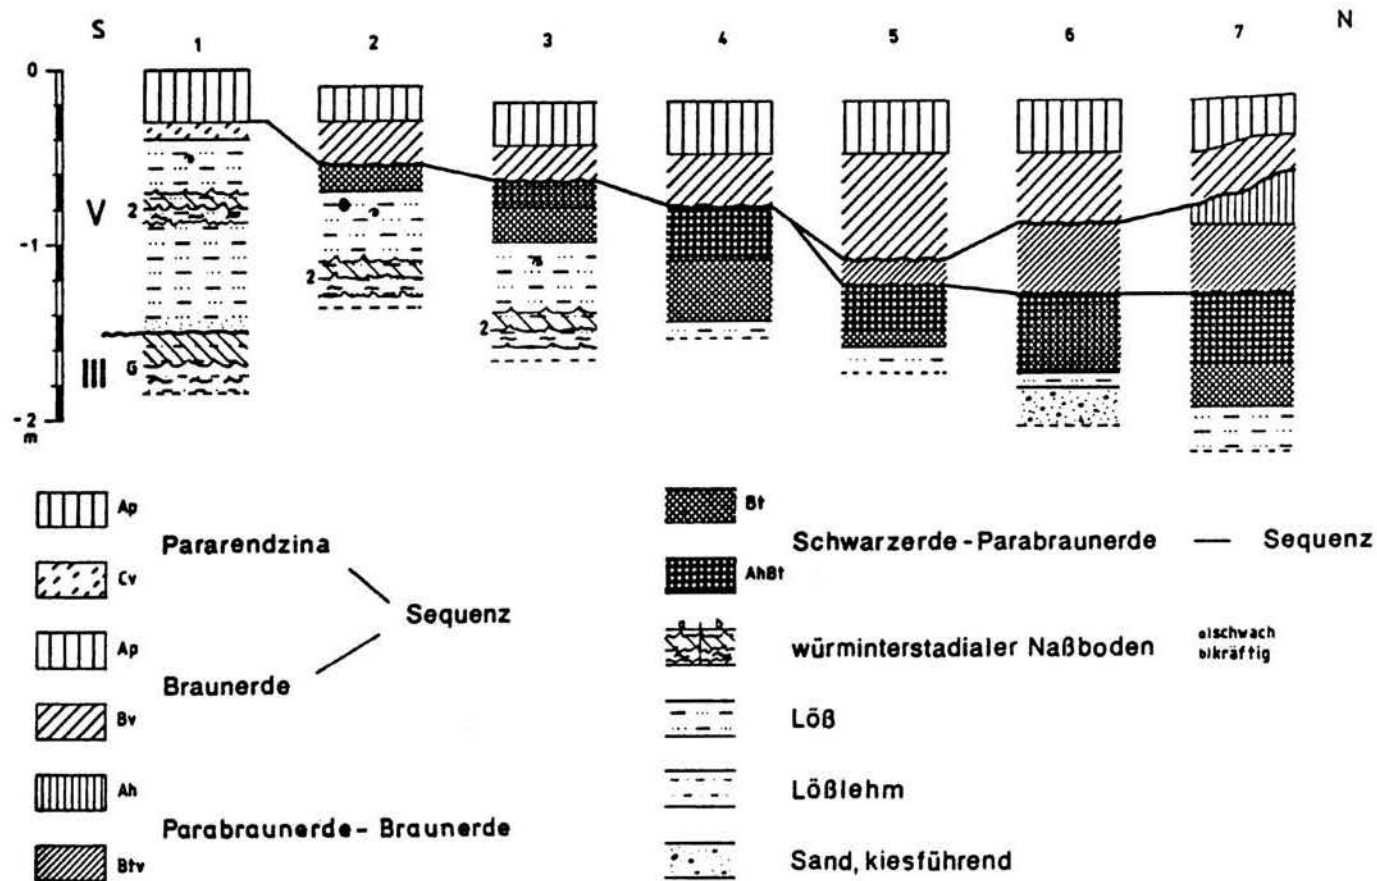 S 1 2 3 4 5 6 7 N
0
V 2
-1
2
2
III G
-2
m
Ap
Pararendzina
Cv
Sequenz
Ap
Braunerde
Bv
Ah
Parabraunerde - Braunerde
Btv
Bt
Schwarzerde - Parabraunerde — Sequenz
AhBt
a b
würminterstadialer Naßboden
a)schwach
b)kräftig
Löß
Lößlehm
Sand, kiesführend